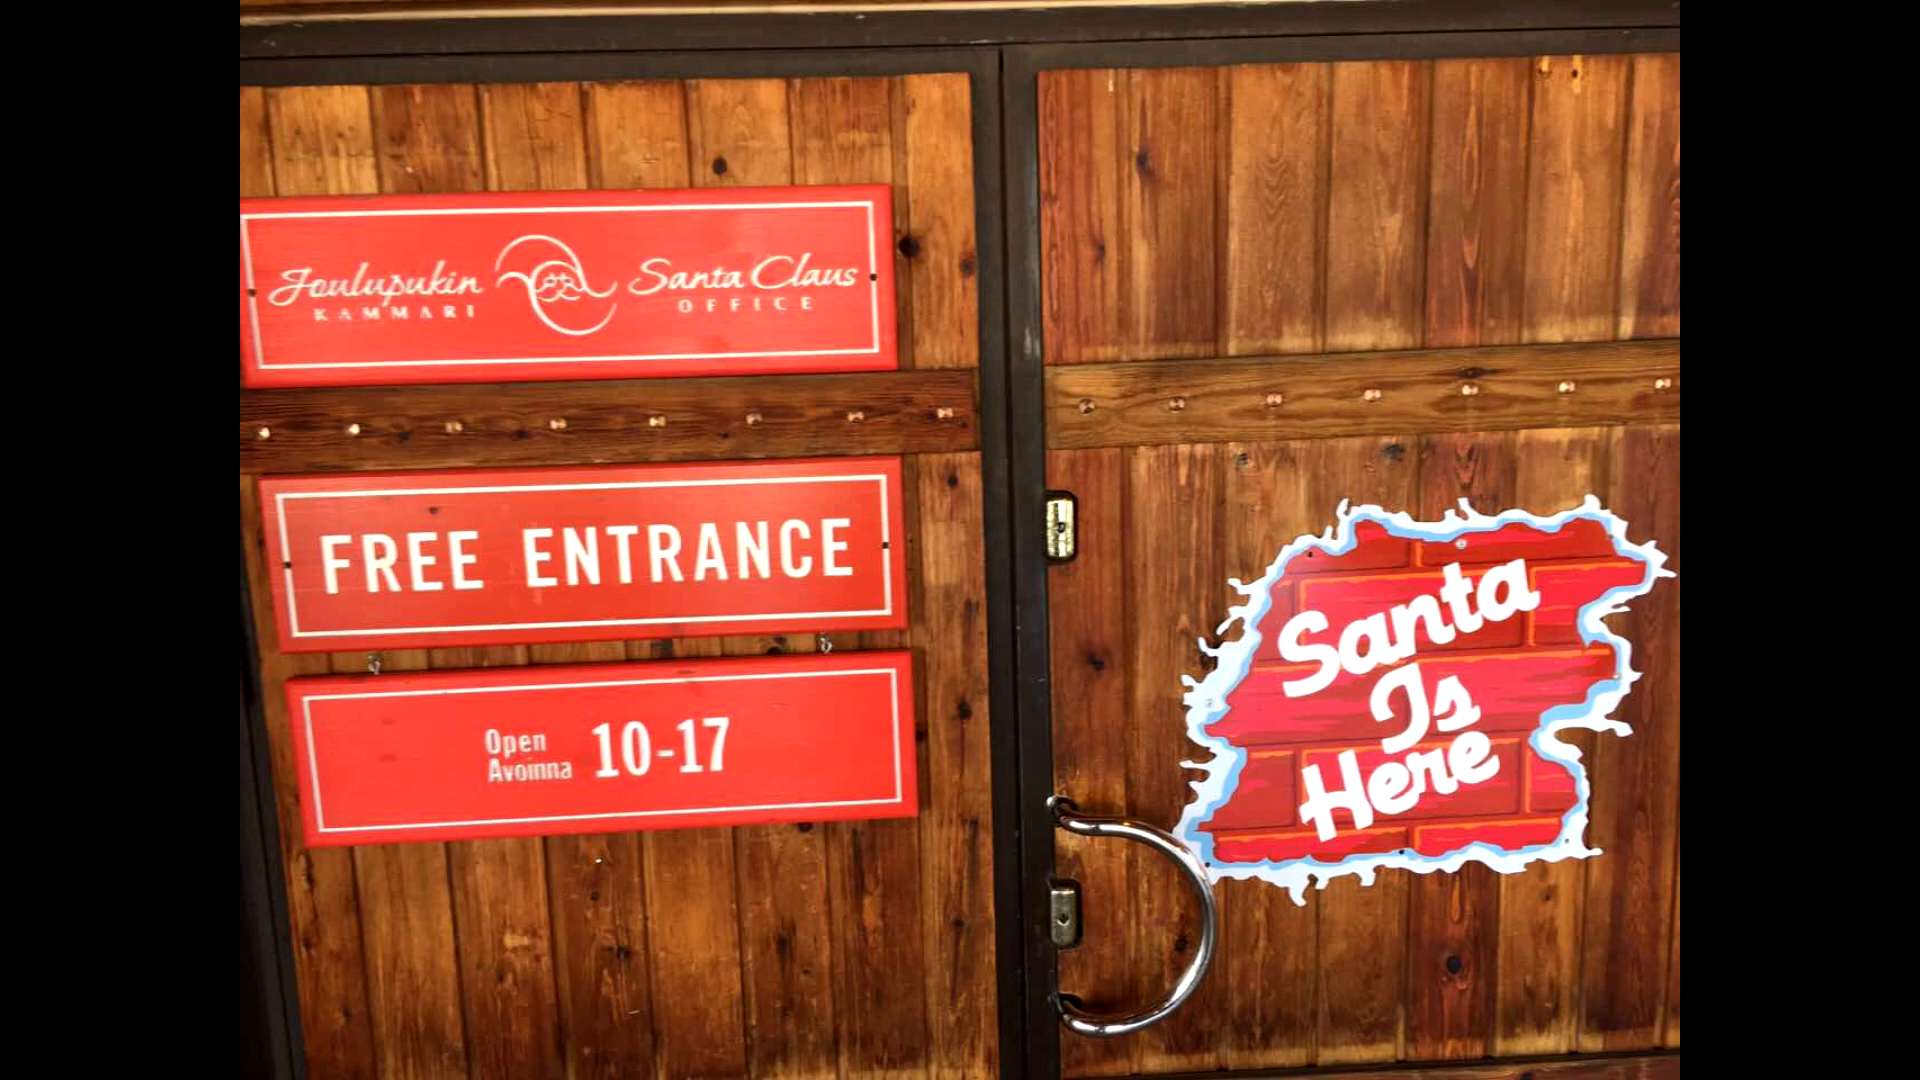 Joulupukin
KAMMARI
Santa Claus
OFFICE
FREE ENTRANCE
Open
Avoinna
10-17
Santa
Is
Here